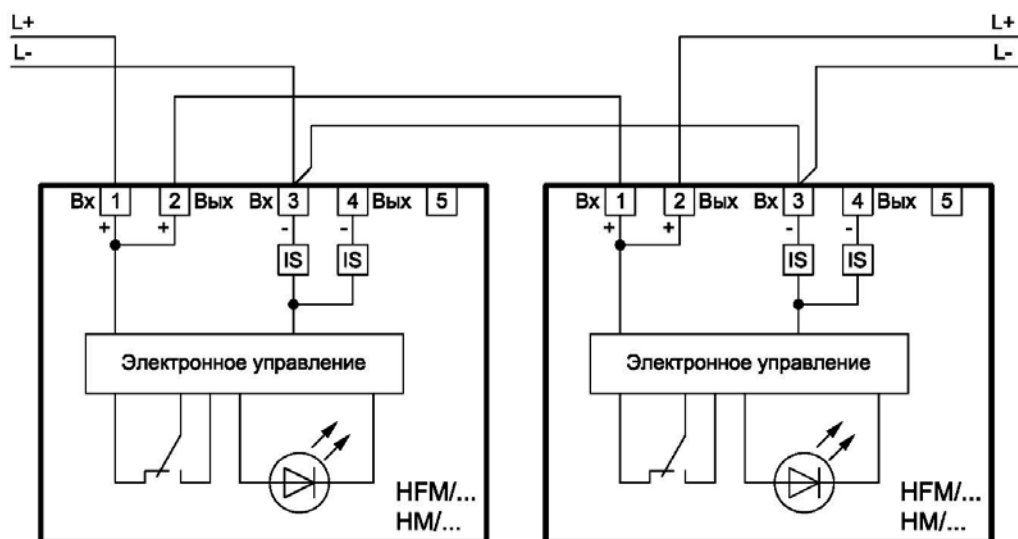 L+ L+
L- L-
Вх 1 2 Вых Вх 3 4 Вых 5 Вх 1 2 Вых Вх 3 4 Вых 5
+ + - - + + - -
IS IS IS IS
Электронное управление Электронное управление
HFM/... HFM/...
HM/... HM/...